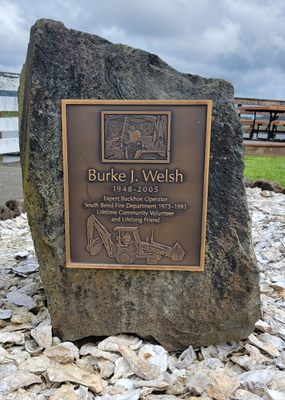 Burke J. Welsh
1948-2005
Expert Backhoe Operator
South Bend Fire Department 1975-1993
Lifetime Community Volunteer
and Lifelong Friend